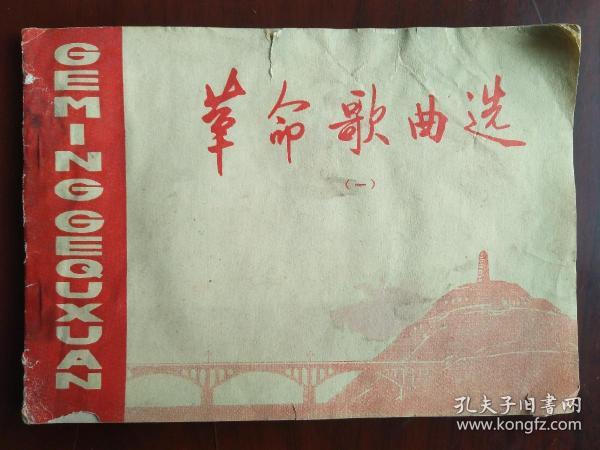 GEMING GEQUXUAN
革命歌曲选
（一）
孔夫子旧书网
www.kongfz.com